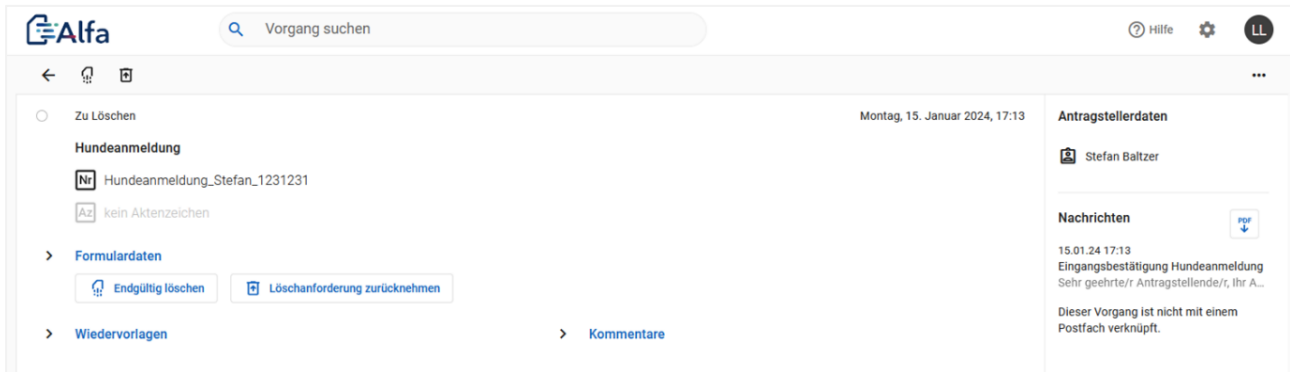 Alfa
Vorgang suchen
Hilfe
LL
Zu Löschen
Montag, 15. Januar 2024, 17:13
Hundeanmeldung
Nr Hundeanmeldung_Stefan_1231231
Az kein Aktenzeichen
Formulardaten
Endgültig löschen
Löschanforderung zurücknehmen
Wiedervorlagen
Kommentare
Antragstellerdaten
Stefan Baltzer
Nachrichten
PDF
15.01.24 17:13
Eingangsbestätigung Hundeanmeldung
Sehr geehrte/r Antragstellende/r, Ihr A...
Dieser Vorgang ist nicht mit einem
Postfach verknüpft.